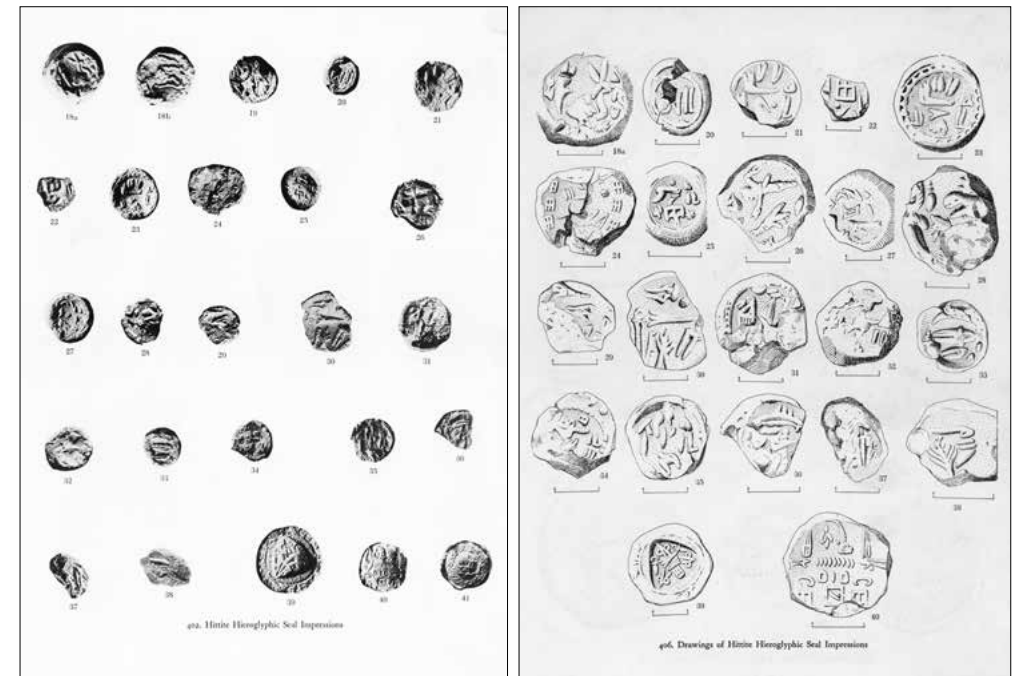 18a 18b 19 20 21
22 23 24 25 26
27 28 29 30 31
32 33 34 35 36
37 38 39 40 41
402. Hittite Hieroglyphic Seal Impressions
18a 20 21 22 23
24 25 26 27 28
29 30 31 32 33
34 35 36 37 38
39 40
406. Drawings of Hittite Hieroglyphic Seal Impressions